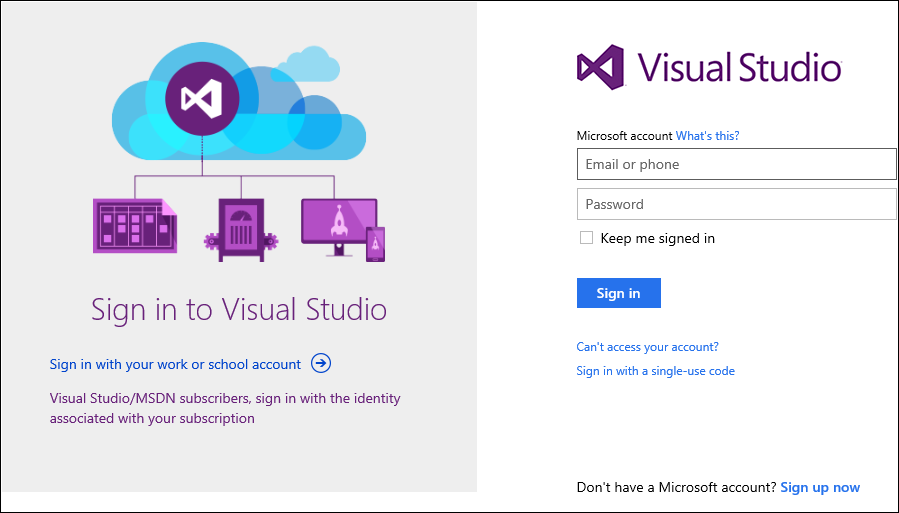 Sign in to Visual Studio
Sign in with your work or school account
Visual Studio/MSDN subscribers, sign in with the identity
associated with your subscription
Visual Studio
Microsoft account What's this?
Email or phone
Password
Keep me signed in
Sign in
Can't access your account?
Sign in with a single-use code
Don't have a Microsoft account? Sign up now